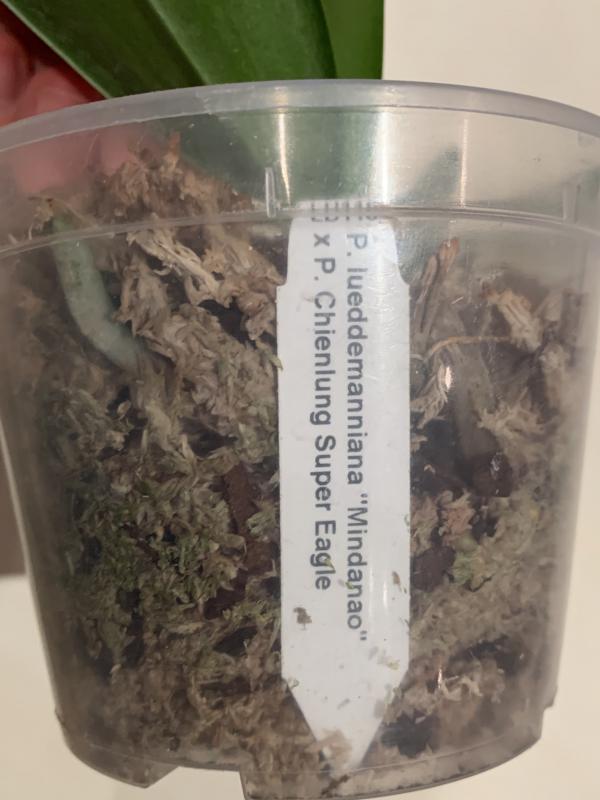 P. lueddemanniana "Mindanao"
x P. Chienlung Super Eagle